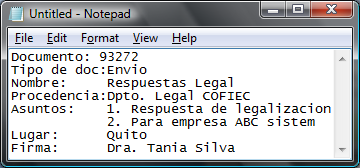 Untitled - Notepad
File Edit Format View Help
Documento: 93272
Tipo de doc:Envio
Nombre: Respuestas Legal
Procedencia:Dpto. Legal COFIEC
Asuntos: 1. Respuesta de legalizacion
2. Para empresa ABC sistem
Lugar: Quito
Firma: Dra. Tania Silva